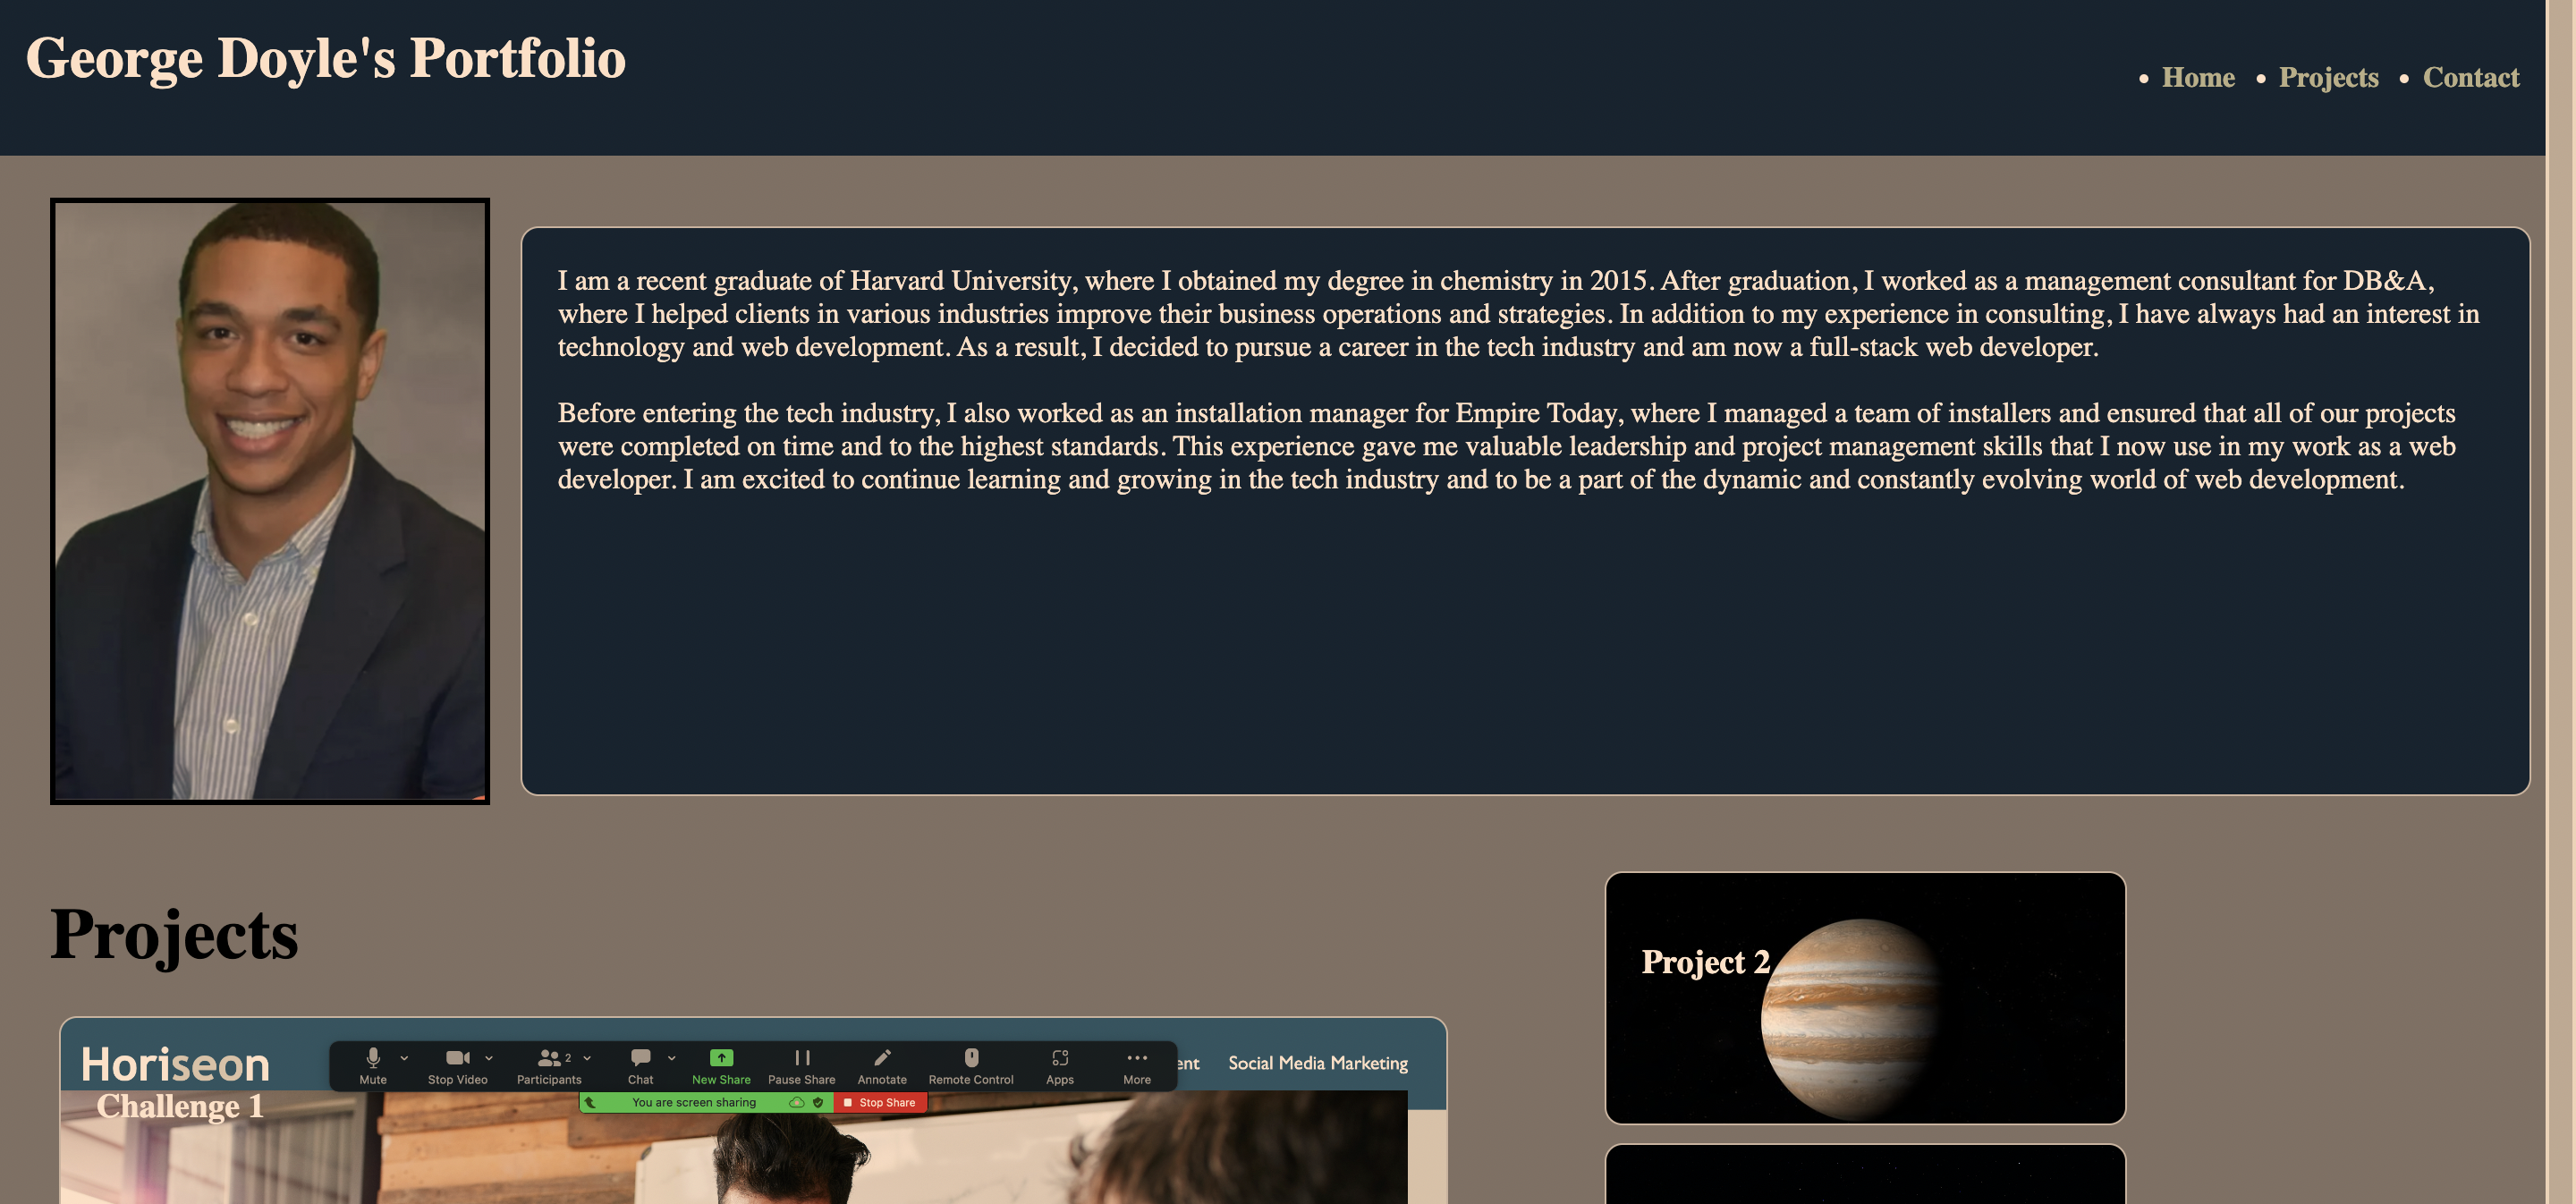 George Doyle's Portfolio
• Home • Projects • Contact
I am a recent graduate of Harvard University, where I obtained my degree in chemistry in 2015. After graduation, I worked as a management consultant for DB&A,
where I helped clients in various industries improve their business operations and strategies. In addition to my experience in consulting, I have always had an interest in
technology and web development. As a result, I decided to pursue a career in the tech industry and am now a full-stack web developer.
Before entering the tech industry, I also worked as an installation manager for Empire Today, where I managed a team of installers and ensured that all of our projects
were completed on time and to the highest standards. This experience gave me valuable leadership and project management skills that I now use in my work as a web
developer. I am excited to continue learning and growing in the tech industry and to be a part of the dynamic and constantly evolving world of web development.
Projects
Project 2
Horiseon
ent Social Media Marketing
Challenge 1
2
Mute Stop Video Participants Chat New Share Pause Share Annotate Remote Control Apps More
You are screen sharing Stop Share